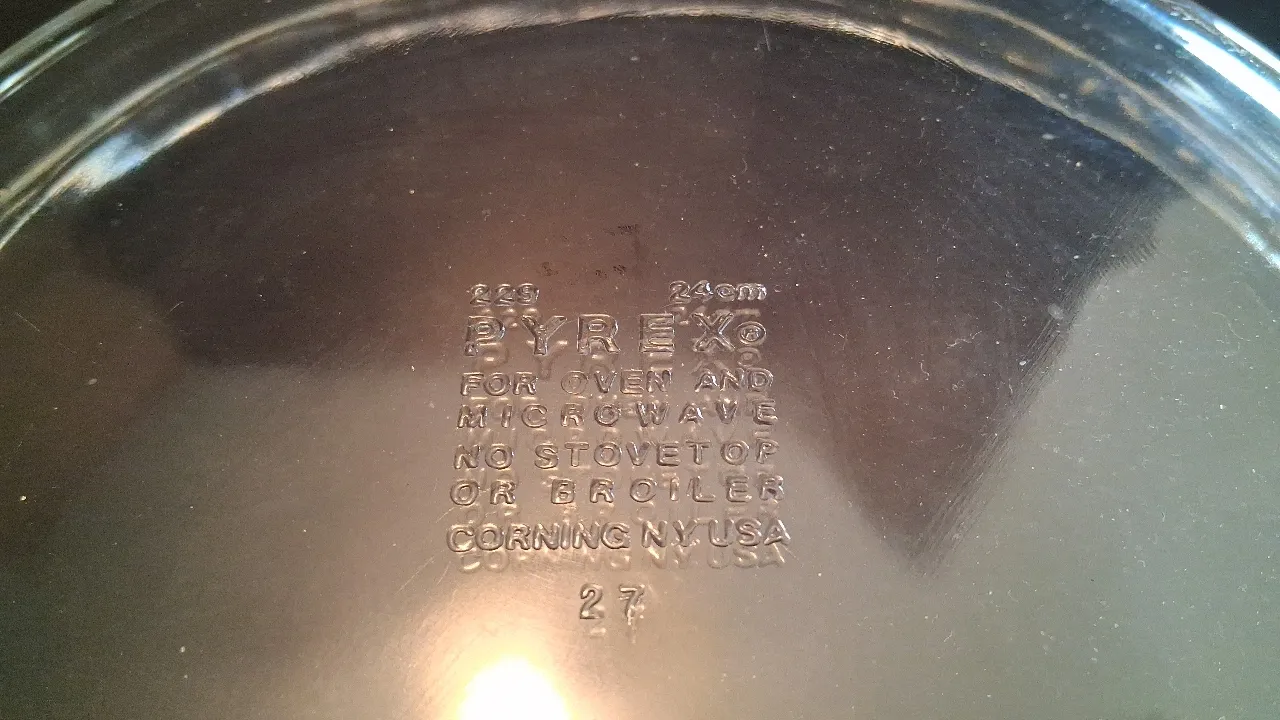 229 24cm
PYREX®
FOR OVEN AND
MICROWAVE
NO STOVETOP
OR BROILER
CORNING NY USA
27